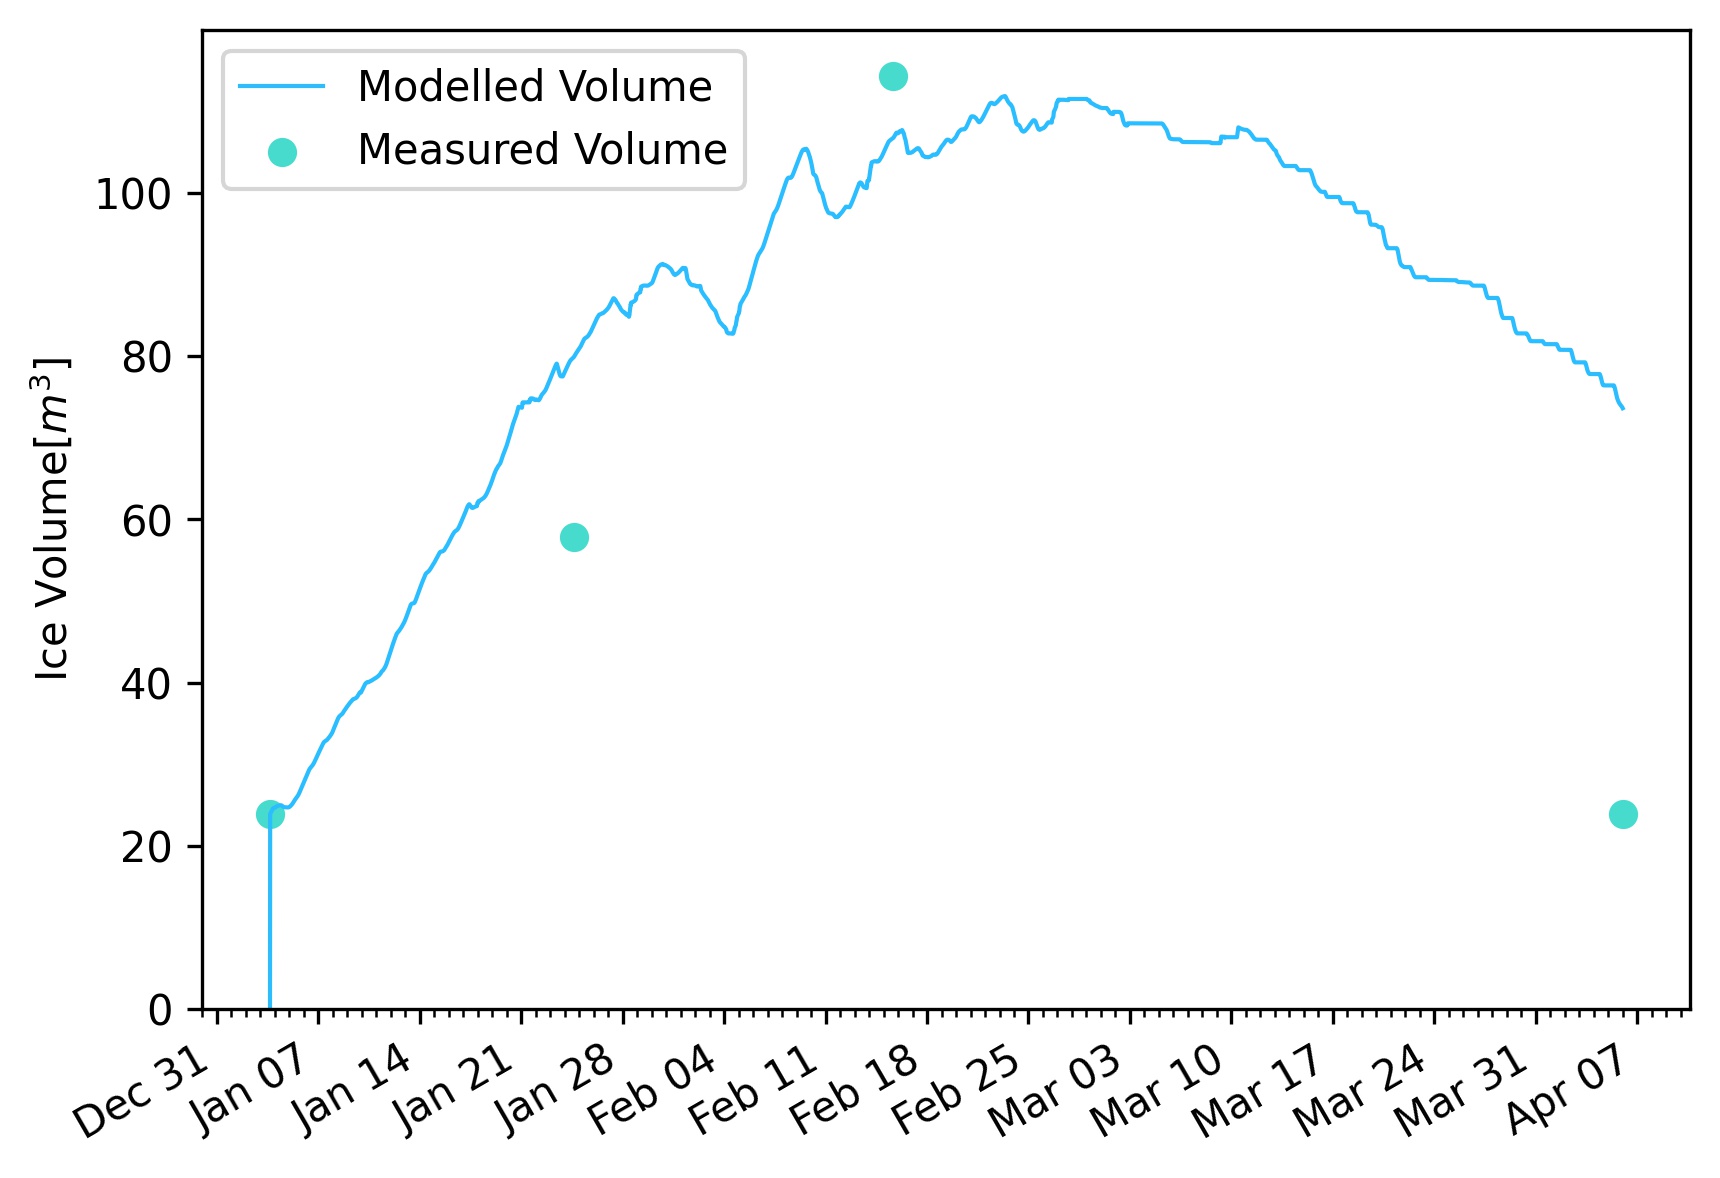 Modelled Volume
Measured Volume
Ice Volume[m³]
100
80
60
40
20
0
Dec 31
Jan 07
Jan 14
Jan 21
Jan 28
Feb 04
Feb 11
Feb 18
Feb 25
Mar 03
Mar 10
Mar 17
Mar 24
Mar 31
Apr 07